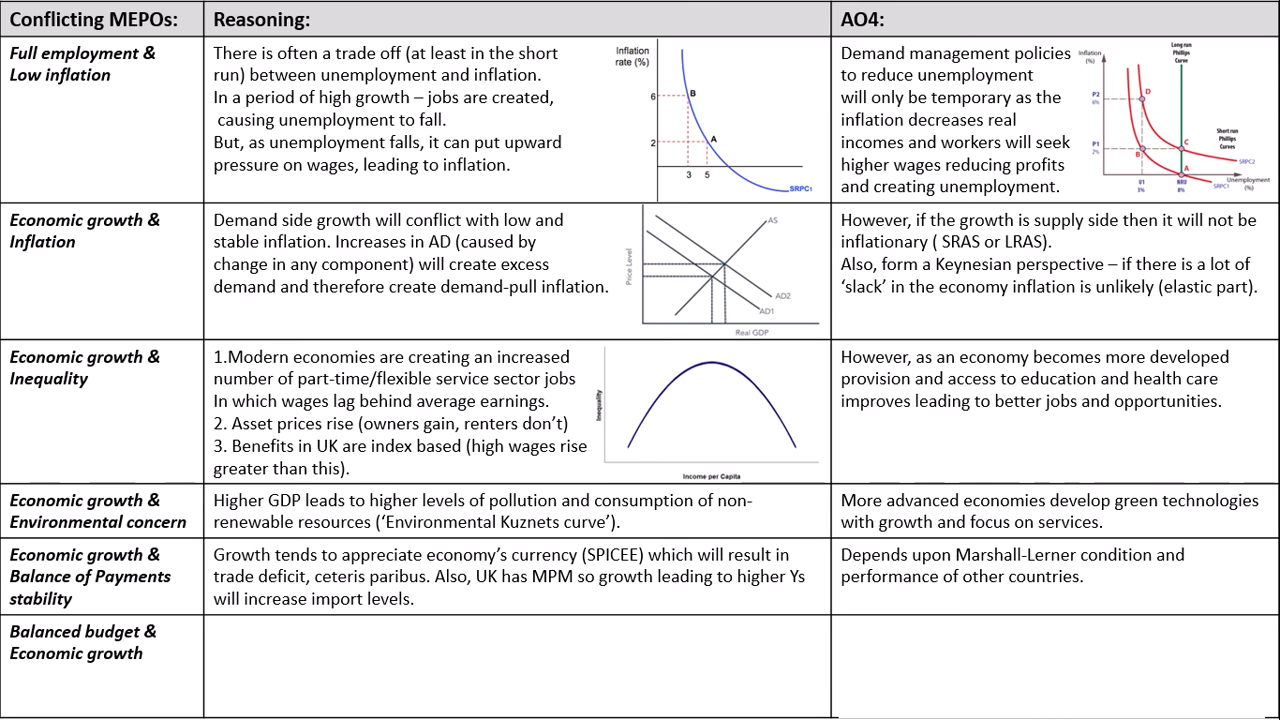 Conflicting MEPOs:
Reasoning:
AO4:
Full employment &
Low inflation
There is often a trade off (at least in the short
run) between unemployment and inflation.
In a period of high growth – jobs are created,
causing unemployment to fall.
But, as unemployment falls, it can put upward
pressure on wages, leading to inflation.
Inflation
rate (%)
6
B
2
A
3
5
SRPC1
Demand management policies
to reduce unemployment
will only be temporary as the
inflation decreases real
incomes and workers will seek
higher wages reducing profits
and creating unemployment.
Inflation
(%)
Long run
Phillips
Curve
P2
6%
D
P1
2%
B
C
Short run
Phillips
Curves
SRPC2
A
SRPC1
Unemployment
(%)
U1
3%
NRU
8%
Economic growth &
Inflation
Demand side growth will conflict with low and
stable inflation. Increases in AD (caused by
change in any component) will create excess
demand and therefore create demand-pull inflation.
Price Level
AS
AD2
AD1
Real GDP
However, if the growth is supply side then it will not be
inflationary ( SRAS or LRAS).
Also, form a Keynesian perspective – if there is a lot of
‘slack’ in the economy inflation is unlikely (elastic part).
Economic growth &
Inequality
1.Modern economies are creating an increased
number of part-time/flexible service sector jobs
In which wages lag behind average earnings.
2. Asset prices rise (owners gain, renters don’t)
3. Benefits in UK are index based (high wages rise
greater than this).
Inequality
Income per Capita
However, as an economy becomes more developed
provision and access to education and health care
improves leading to better jobs and opportunities.
Economic growth &
Environmental concern
Higher GDP leads to higher levels of pollution and consumption of non-
renewable resources (‘Environmental Kuznets curve’).
More advanced economies develop green technologies
with growth and focus on services.
Economic growth &
Balance of Payments
stability
Growth tends to appreciate economy’s currency (SPICEE) which will result in
trade deficit, ceteris paribus. Also, UK has MPM so growth leading to higher Ys
will increase import levels.
Depends upon Marshall-Lerner condition and
performance of other countries.
Balanced budget &
Economic growth